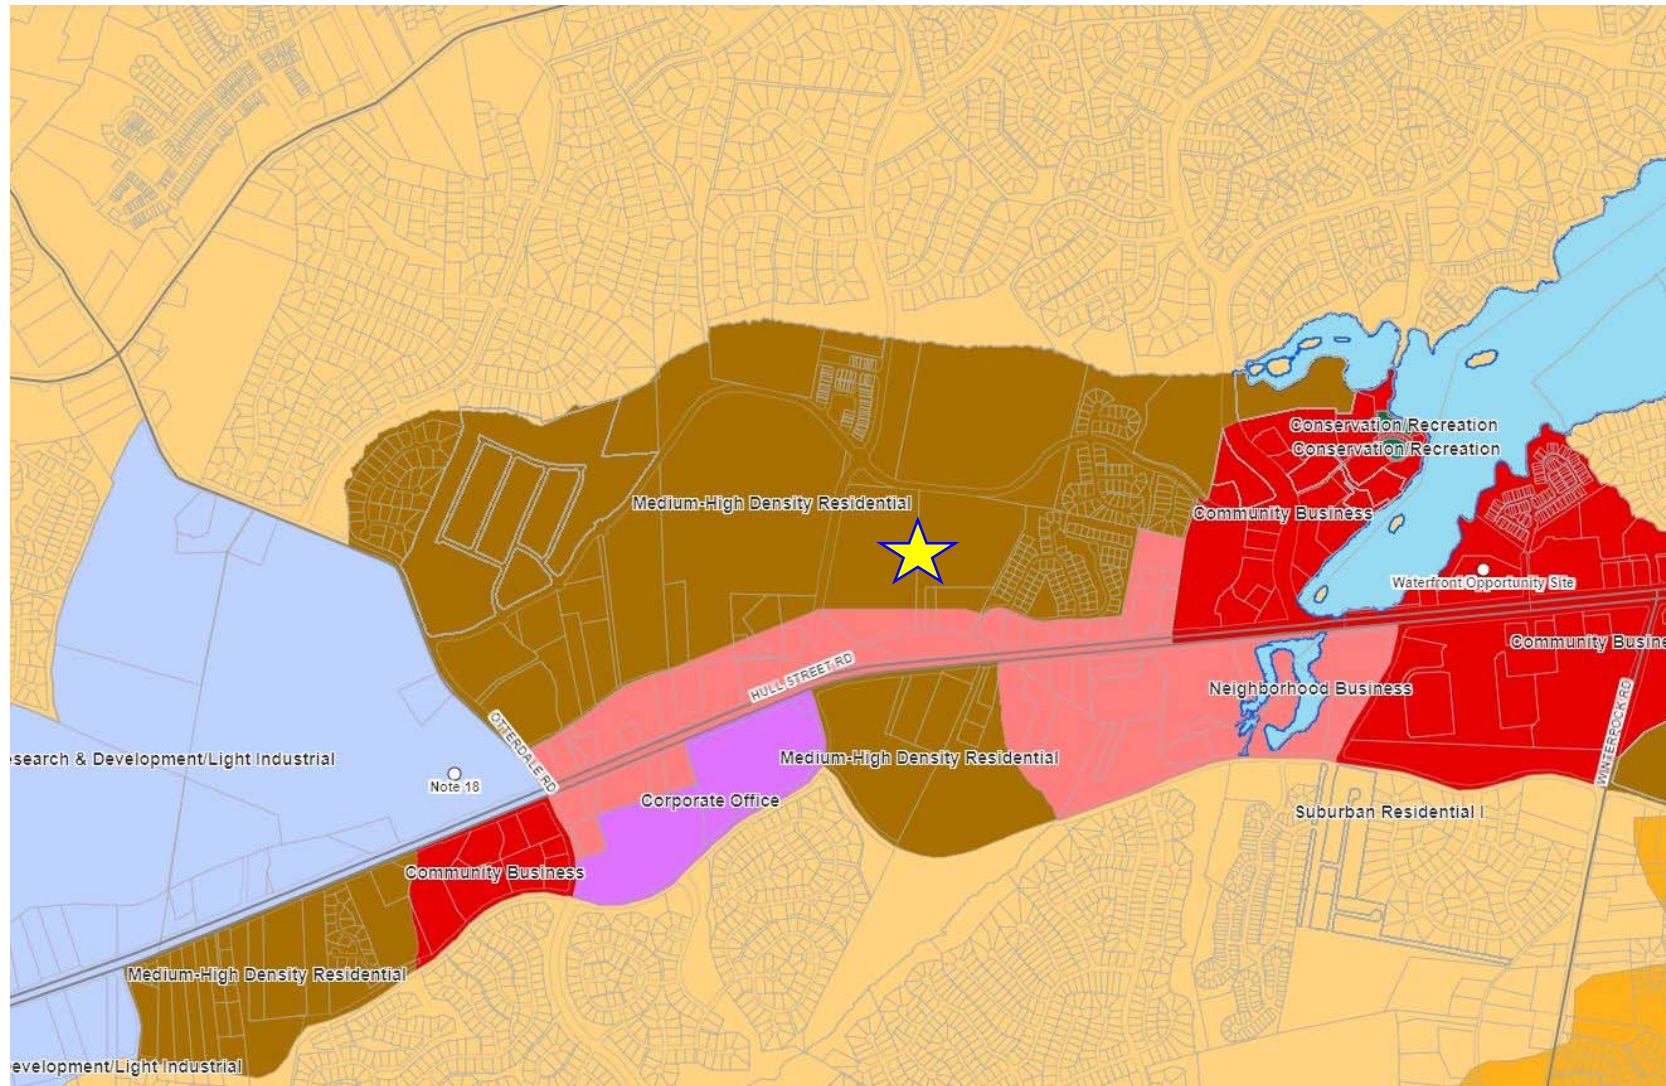 Conservation/Recreation
Conservation/Recreation
Medium-High Density Residential
Community Business
Waterfront Opportunity Site
Community Busine
HULL STREET RD
Neighborhood Business
WINTERROCK RD
OTTERDALE RD
esearch & Development/Light Industrial
Medium-High Density Residential
Note 18
Corporate Office
Suburban Residential I
Community Business
Medium-High Density Residential
evelopment/Light Industrial